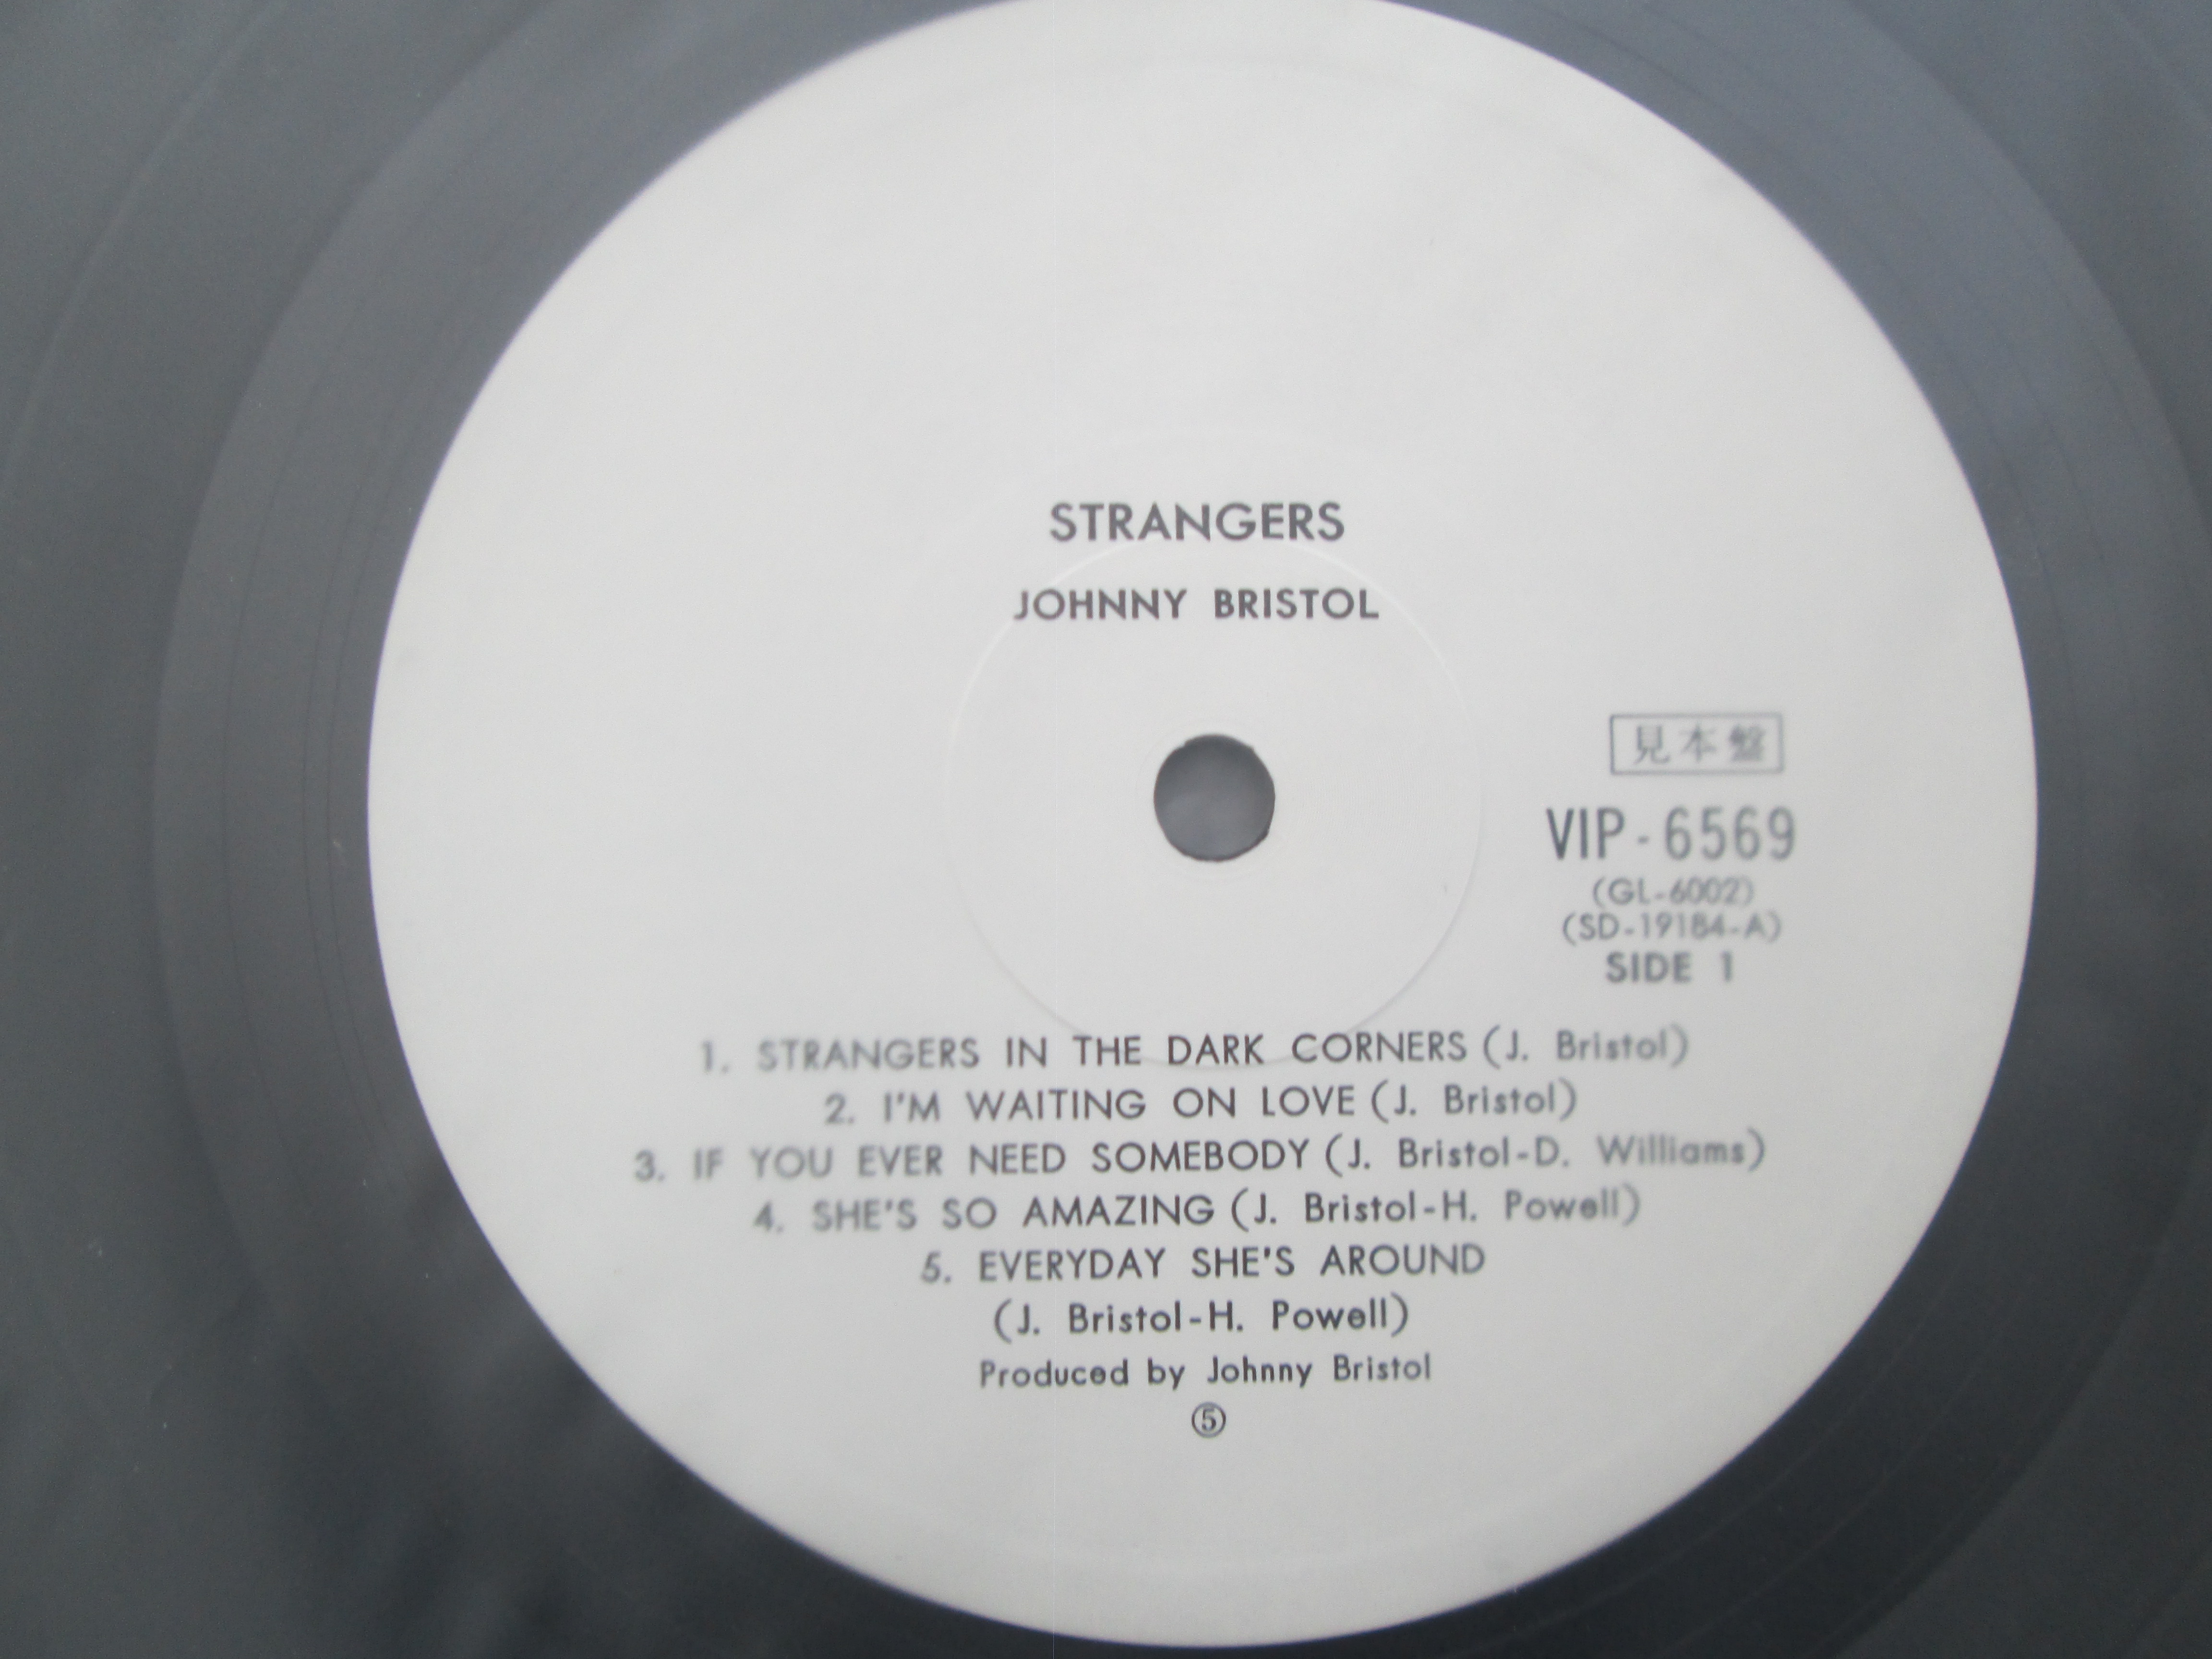 STRANGERS
JOHNNY BRISTOL
見本盤
VIP-6569
(GL-6002)
(SD-19184-A)
SIDE 1
1. STRANGERS IN THE DARK CORNERS (J. Bristol)
2. I'M WAITING ON LOVE (J. Bristol)
3. IF YOU EVER NEED SOMEBODY (J. Bristol-D. Williams)
4. SHE'S SO AMAZING (J. Bristol-H. Powell)
5. EVERYDAY SHE'S AROUND
(J. Bristol-H. Powell)
Produced by Johnny Bristol
⑤